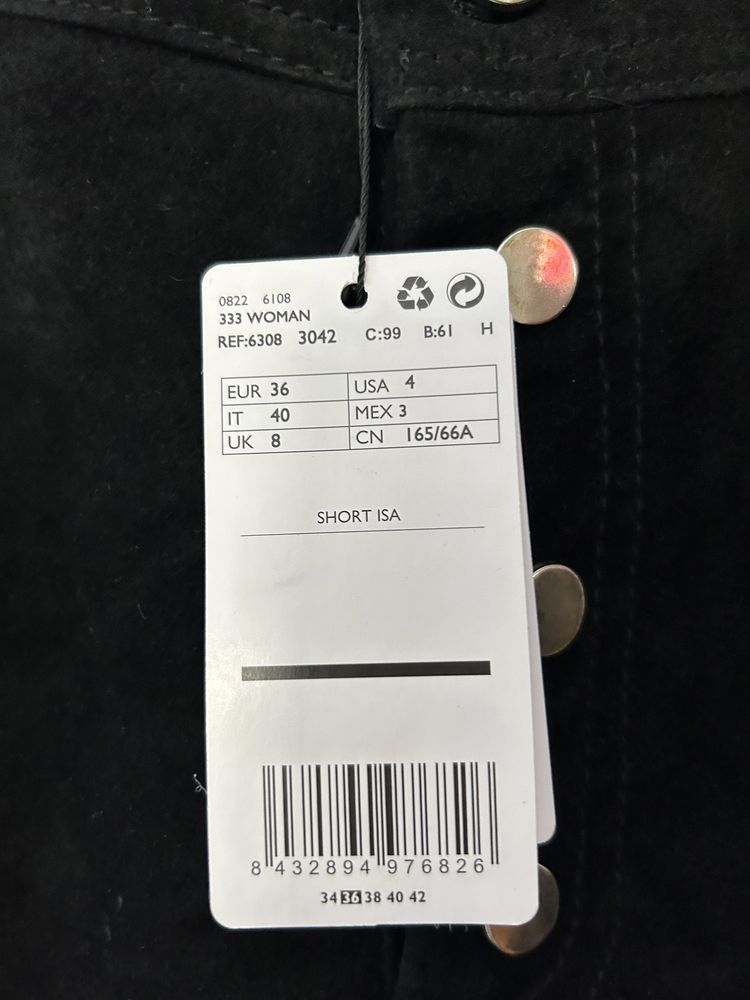 0822 6108
333 WOMAN
REF:6308 3042 C:99 B:61 H
EUR 36 USA 4
IT 40 MEX 3
UK 8 CN 165/66A
SHORT ISA
8 432894 976826
34 36 38 40 42